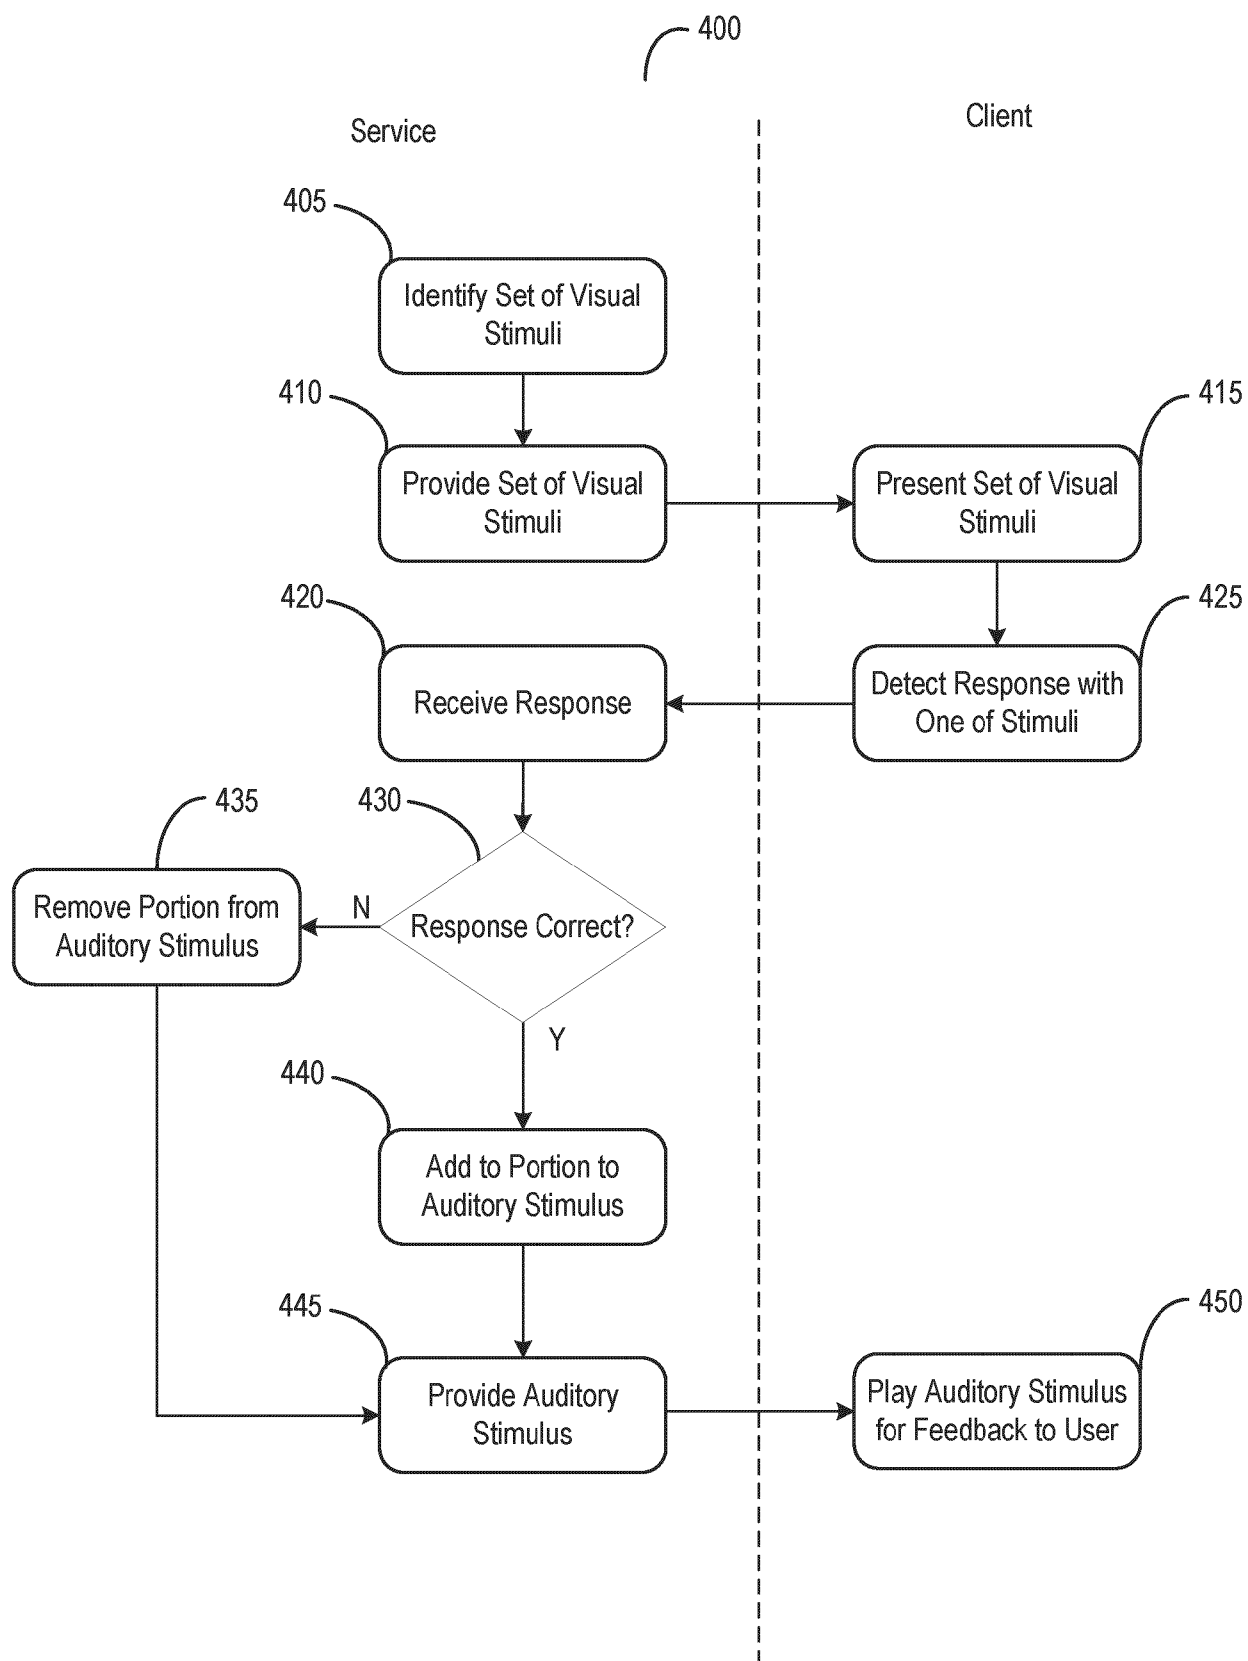 400
Service
Client
405
Identify Set of Visual
Stimuli
410
Provide Set of Visual
Stimuli
415
Present Set of Visual
Stimuli
420
Receive Response
425
Detect Response with
One of Stimuli
430
Response Correct?
N
Y
435
Remove Portion from
Auditory Stimulus
440
Add to Portion to
Auditory Stimulus
445
Provide Auditory
Stimulus
450
Play Auditory Stimulus
for Feedback to User